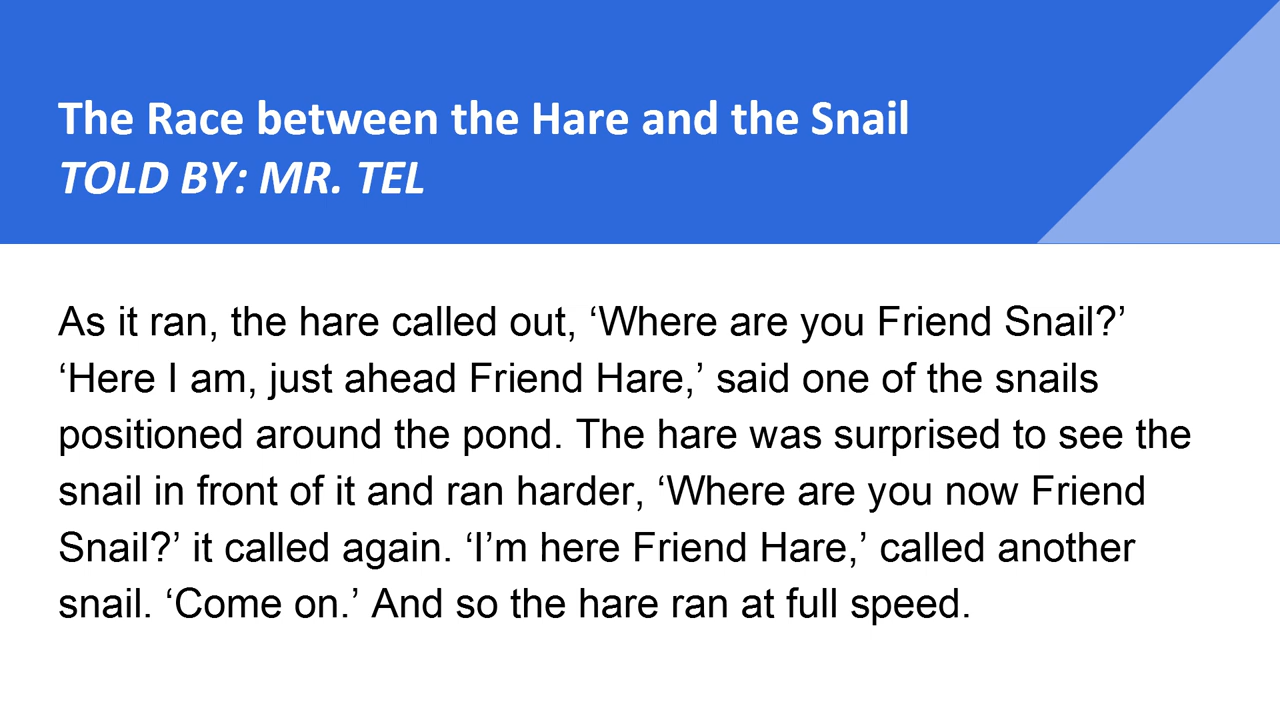 The Race between the Hare and the Snail
TOLD BY: MR. TEL
As it ran, the hare called out, ‘Where are you Friend Snail?’
‘Here I am, just ahead Friend Hare,’ said one of the snails
positioned around the pond. The hare was surprised to see the
snail in front of it and ran harder, ‘Where are you now Friend
Snail?’ it called again. ‘I’m here Friend Hare,’ called another
snail. ‘Come on.’ And so the hare ran at full speed.